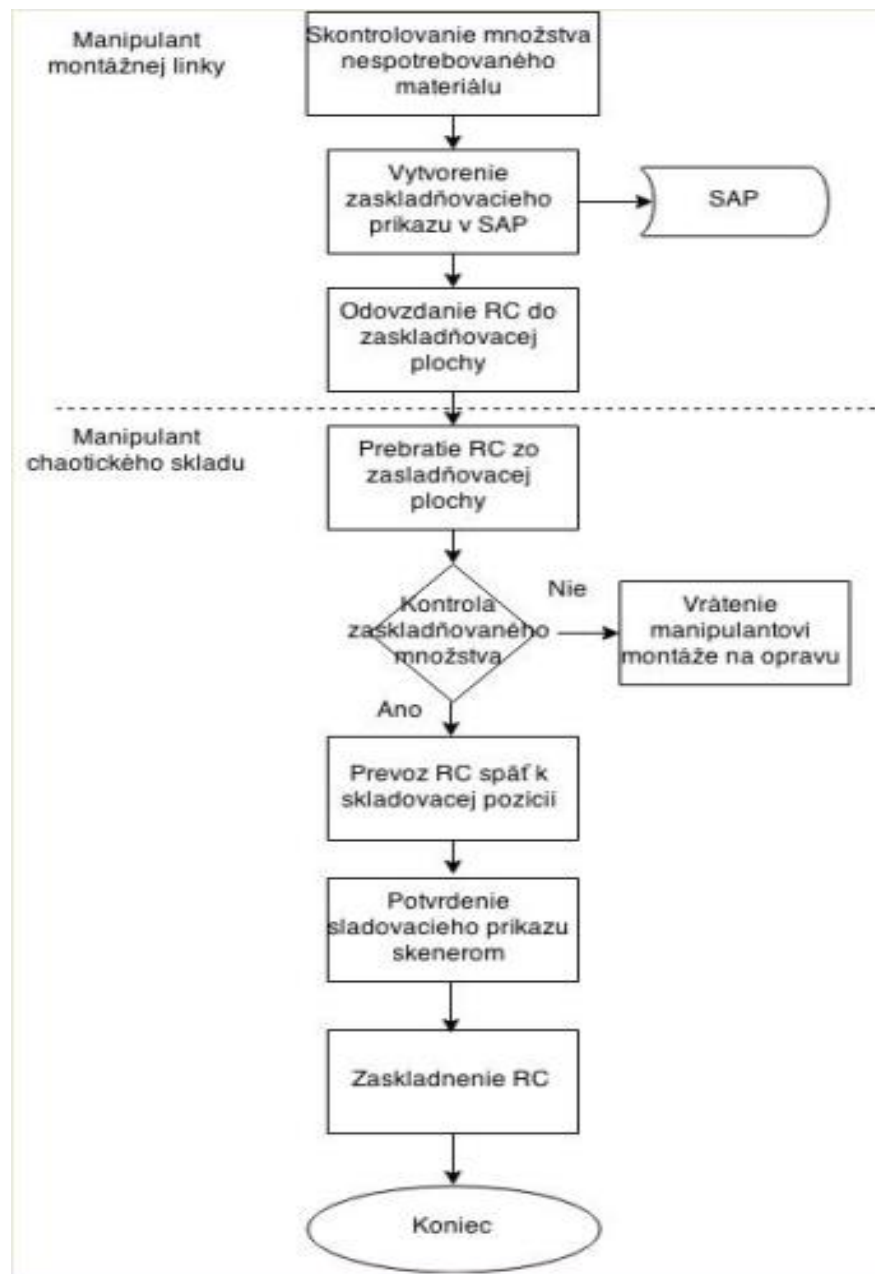 Manipulant
montážnej linky
Skontrolovanie množstva
nespotrebovaného
materiálu
Vytvorenie
zaskladňovacieho
príkazu v SAP
SAP
Odovzdanie RC do
zaskladňovacej
plochy
Manipulant
chaotického skladu
Prebratie RC zo
zasladňovacej
plochy
Kontrola
zaskladňovaného
množstva
Nie
Vrátenie
manipulantovi
montáže na opravu
Ano
Prevoz RC späť k
skladovacej pozícii
Potvrdenie
sladovacieho príkazu
skenerom
Zaskladnenie RC
Koniec